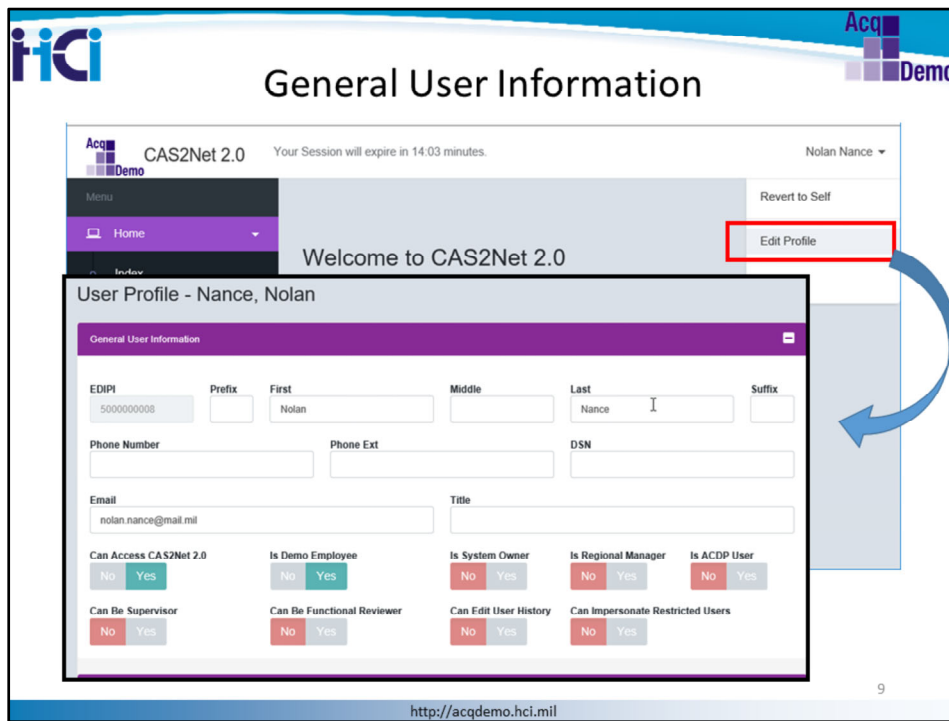 HCI
Acq
Demo
General User Information
Acq
Demo
CAS2Net 2.0
Your Session will expire in 14:03 minutes.
Nolan Nance
Menu
Revert to Self
Home
Edit Profile
Welcome to CAS2Net 2.0
Index
User Profile - Nance, Nolan
General User Information
EDIPI Prefix First Middle Last Suffix
5000000008 Nolan Nance
Phone Number Phone Ext DSN
Email Title
nolan.nance@mail.mil
Can Access CAS2Net 2.0 Is Demo Employee Is System Owner Is Regional Manager Is ACDP User
No Yes No Yes No Yes No Yes No Yes
Can Be Supervisor Can Be Functional Reviewer Can Edit User History Can Impersonate Restricted Users
No Yes No Yes No Yes No Yes
9
http://acqdemo.hci.mil